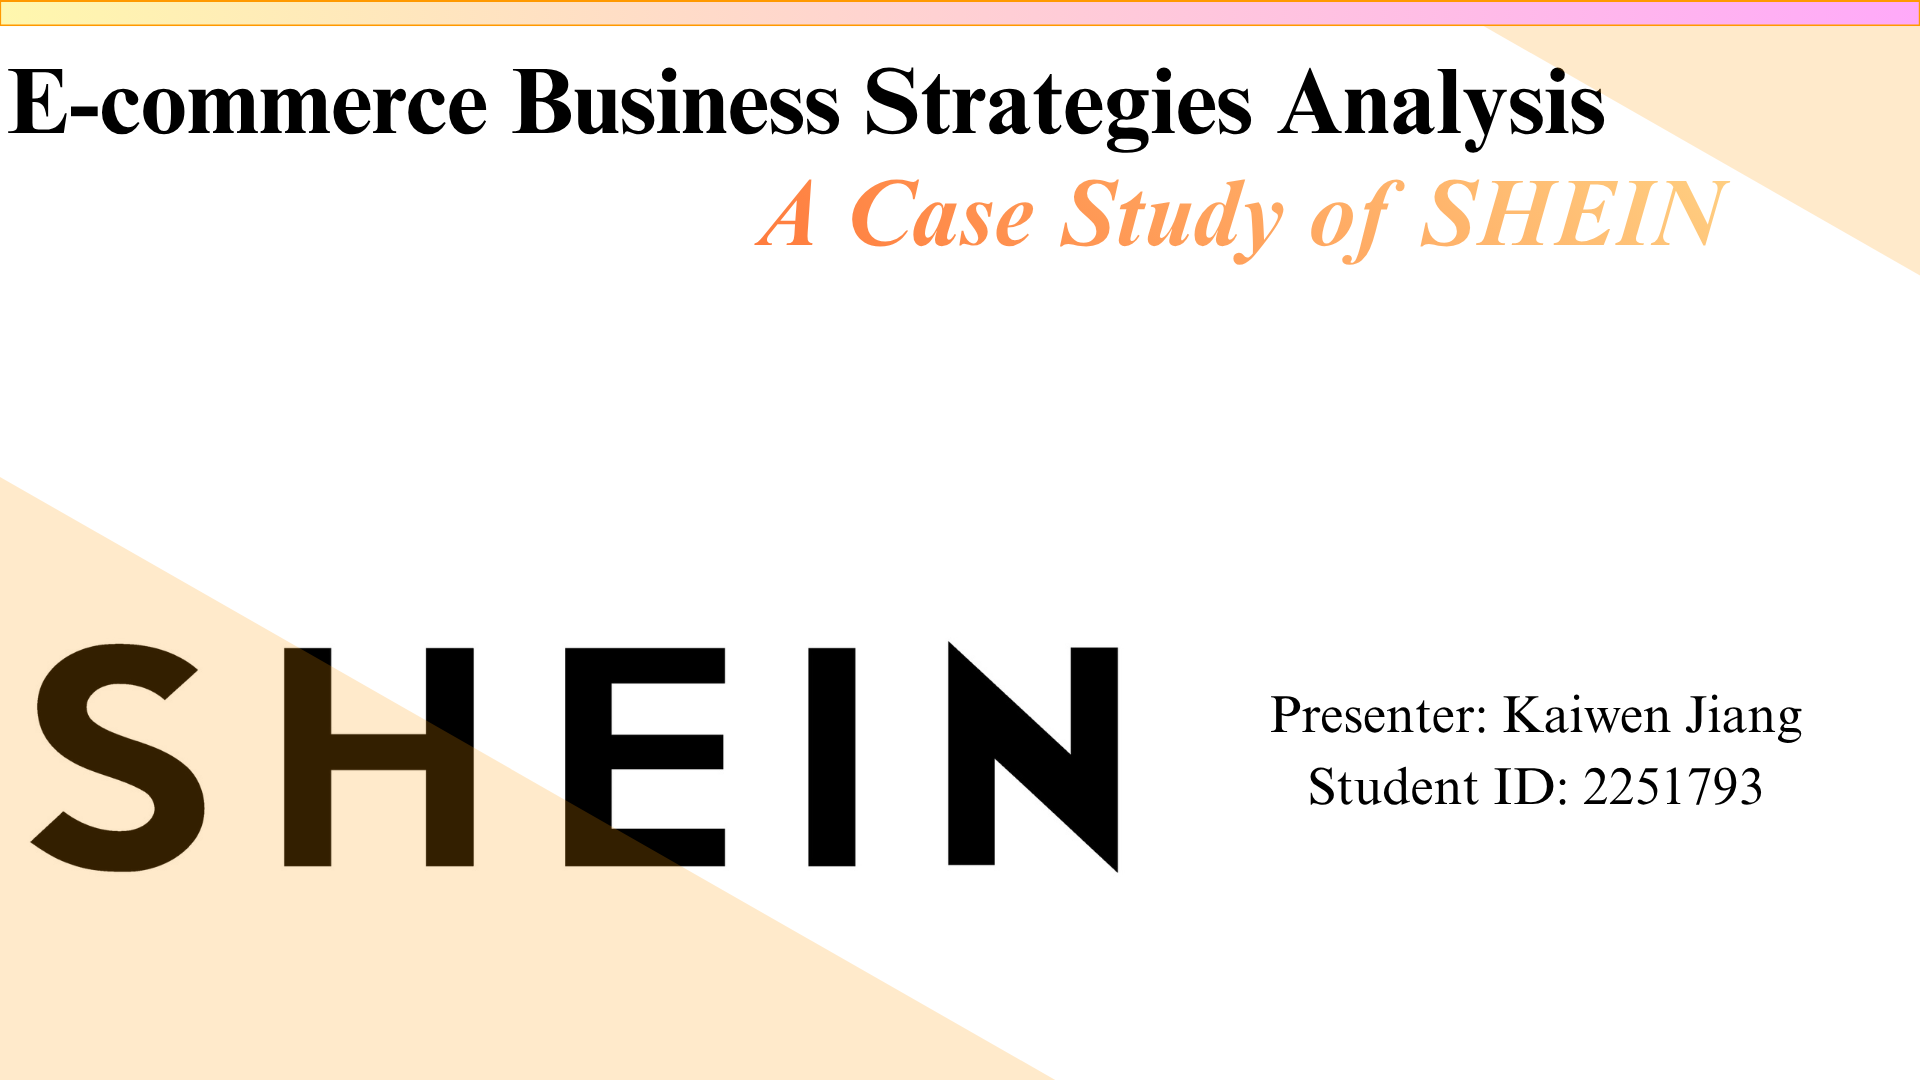 E-commerce Business Strategies Analysis
A Case Study of SHEIN
SHEIN
Presenter: Kaiwen Jiang
Student ID: 2251793